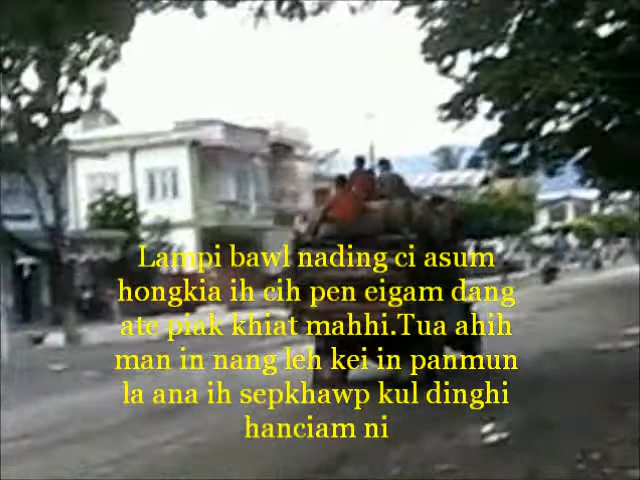 Lampi bawl nading ci asum
hongkia ih cih pen eigam dang
ate piak khiat mahhi.Tua ahih
man in nang leh kei in panmun
la ana ih sepkhawp kul dinghi
hanciam ni